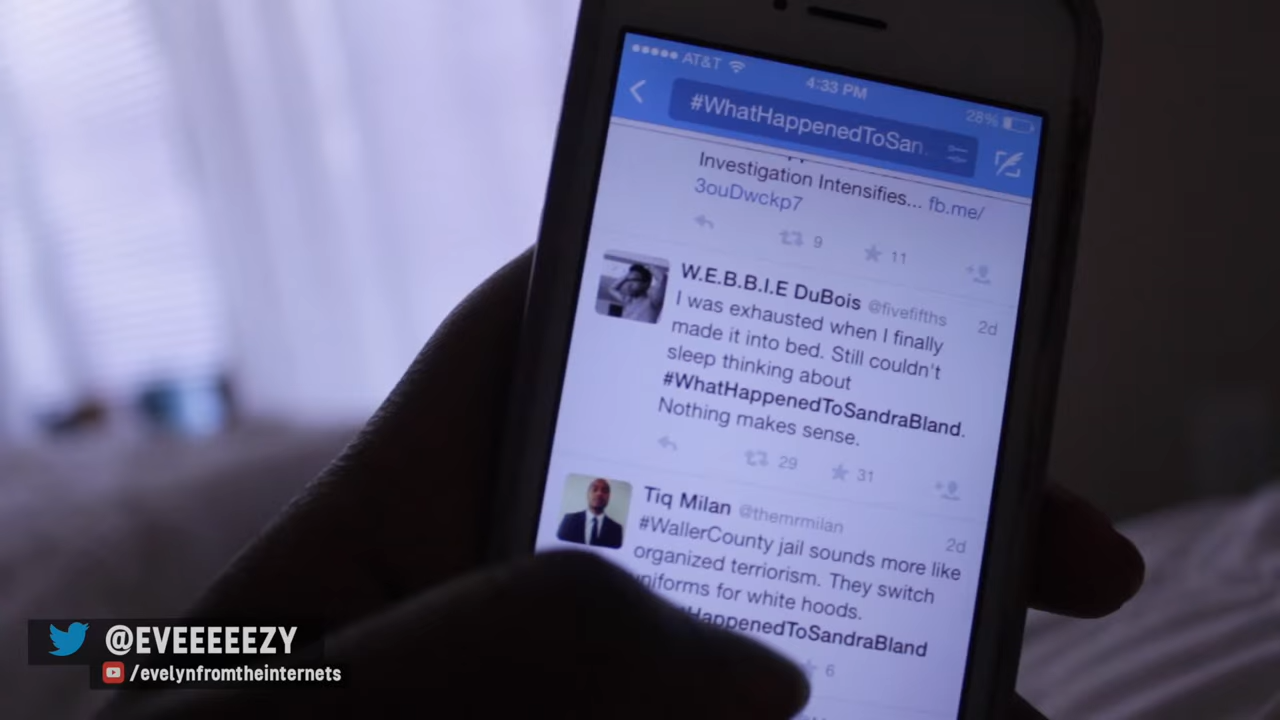 AT&T
4:33 PM
28%
#WhatHappenedToSan.
Investigation Intensifies... fb.me/
3ouDwckp7
9
11
W.E.B.B.I.E DuBois @fivefifths 2d
I was exhausted when I finally
made it into bed. Still couldn't
sleep thinking about
#WhatHappenedToSandraBland.
Nothing makes sense.
29
31
Tiq Milan @themrmilan 2d
#WallerCounty jail sounds more like
organized terriorism. They switch
uniforms for white hoods.
HappenedToSandraBland
6
@EVEEEEEZY
/evelynfromtheinternets